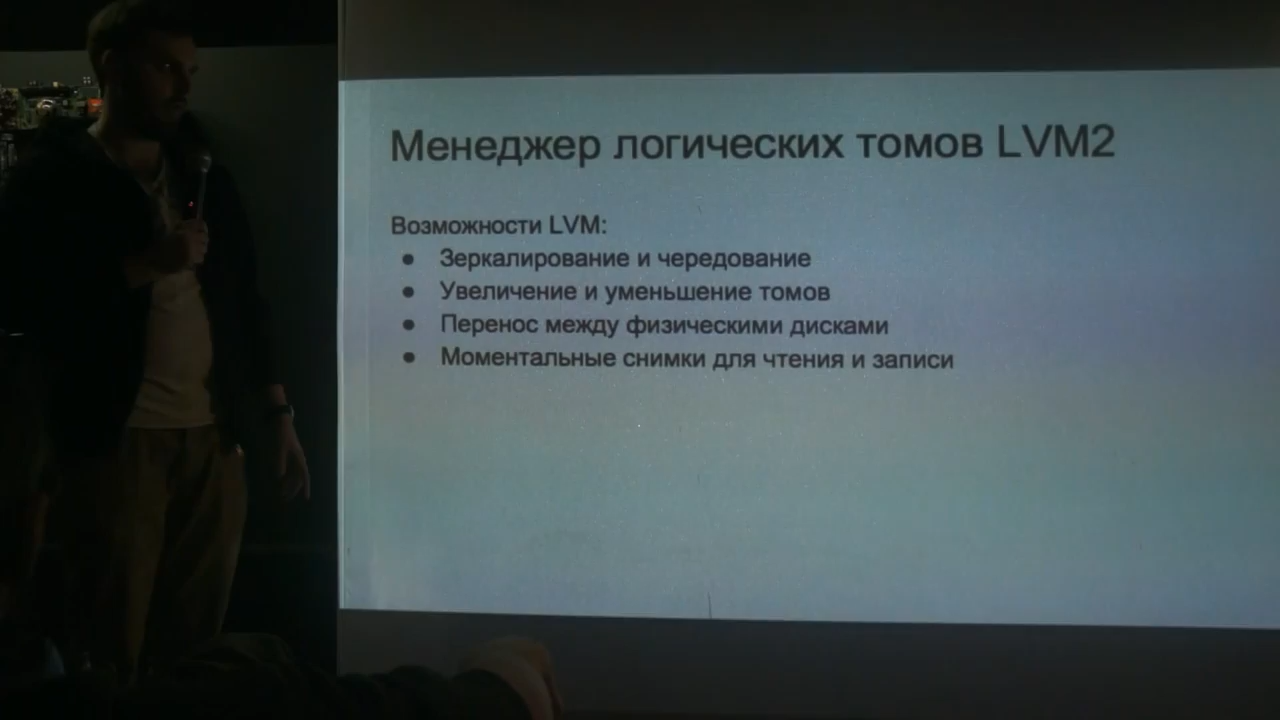 Менеджер логических томов LVM2
Возможности LVM:
● Зеркалирование и чередование
● Увеличение и уменьшение томов
● Перенос между физическими дисками
● Моментальные снимки для чтения и записи